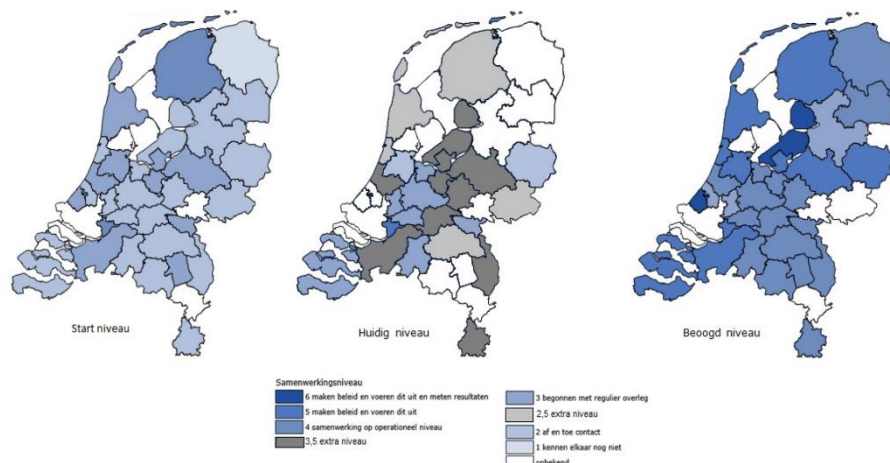 Start niveau
Huidig niveau
Beoogd niveau
Samenwerkingsniveau
6 maken beleid en voeren dit uit en meten resultaten
5 maken beleid en voeren dit uit
4 samenwerking op operationeel niveau
3,5 extra niveau
3 begonnen met regulier overleg
2,5 extra niveau
2 af en toe contact
1 kennen elkaar nog niet
onbekend